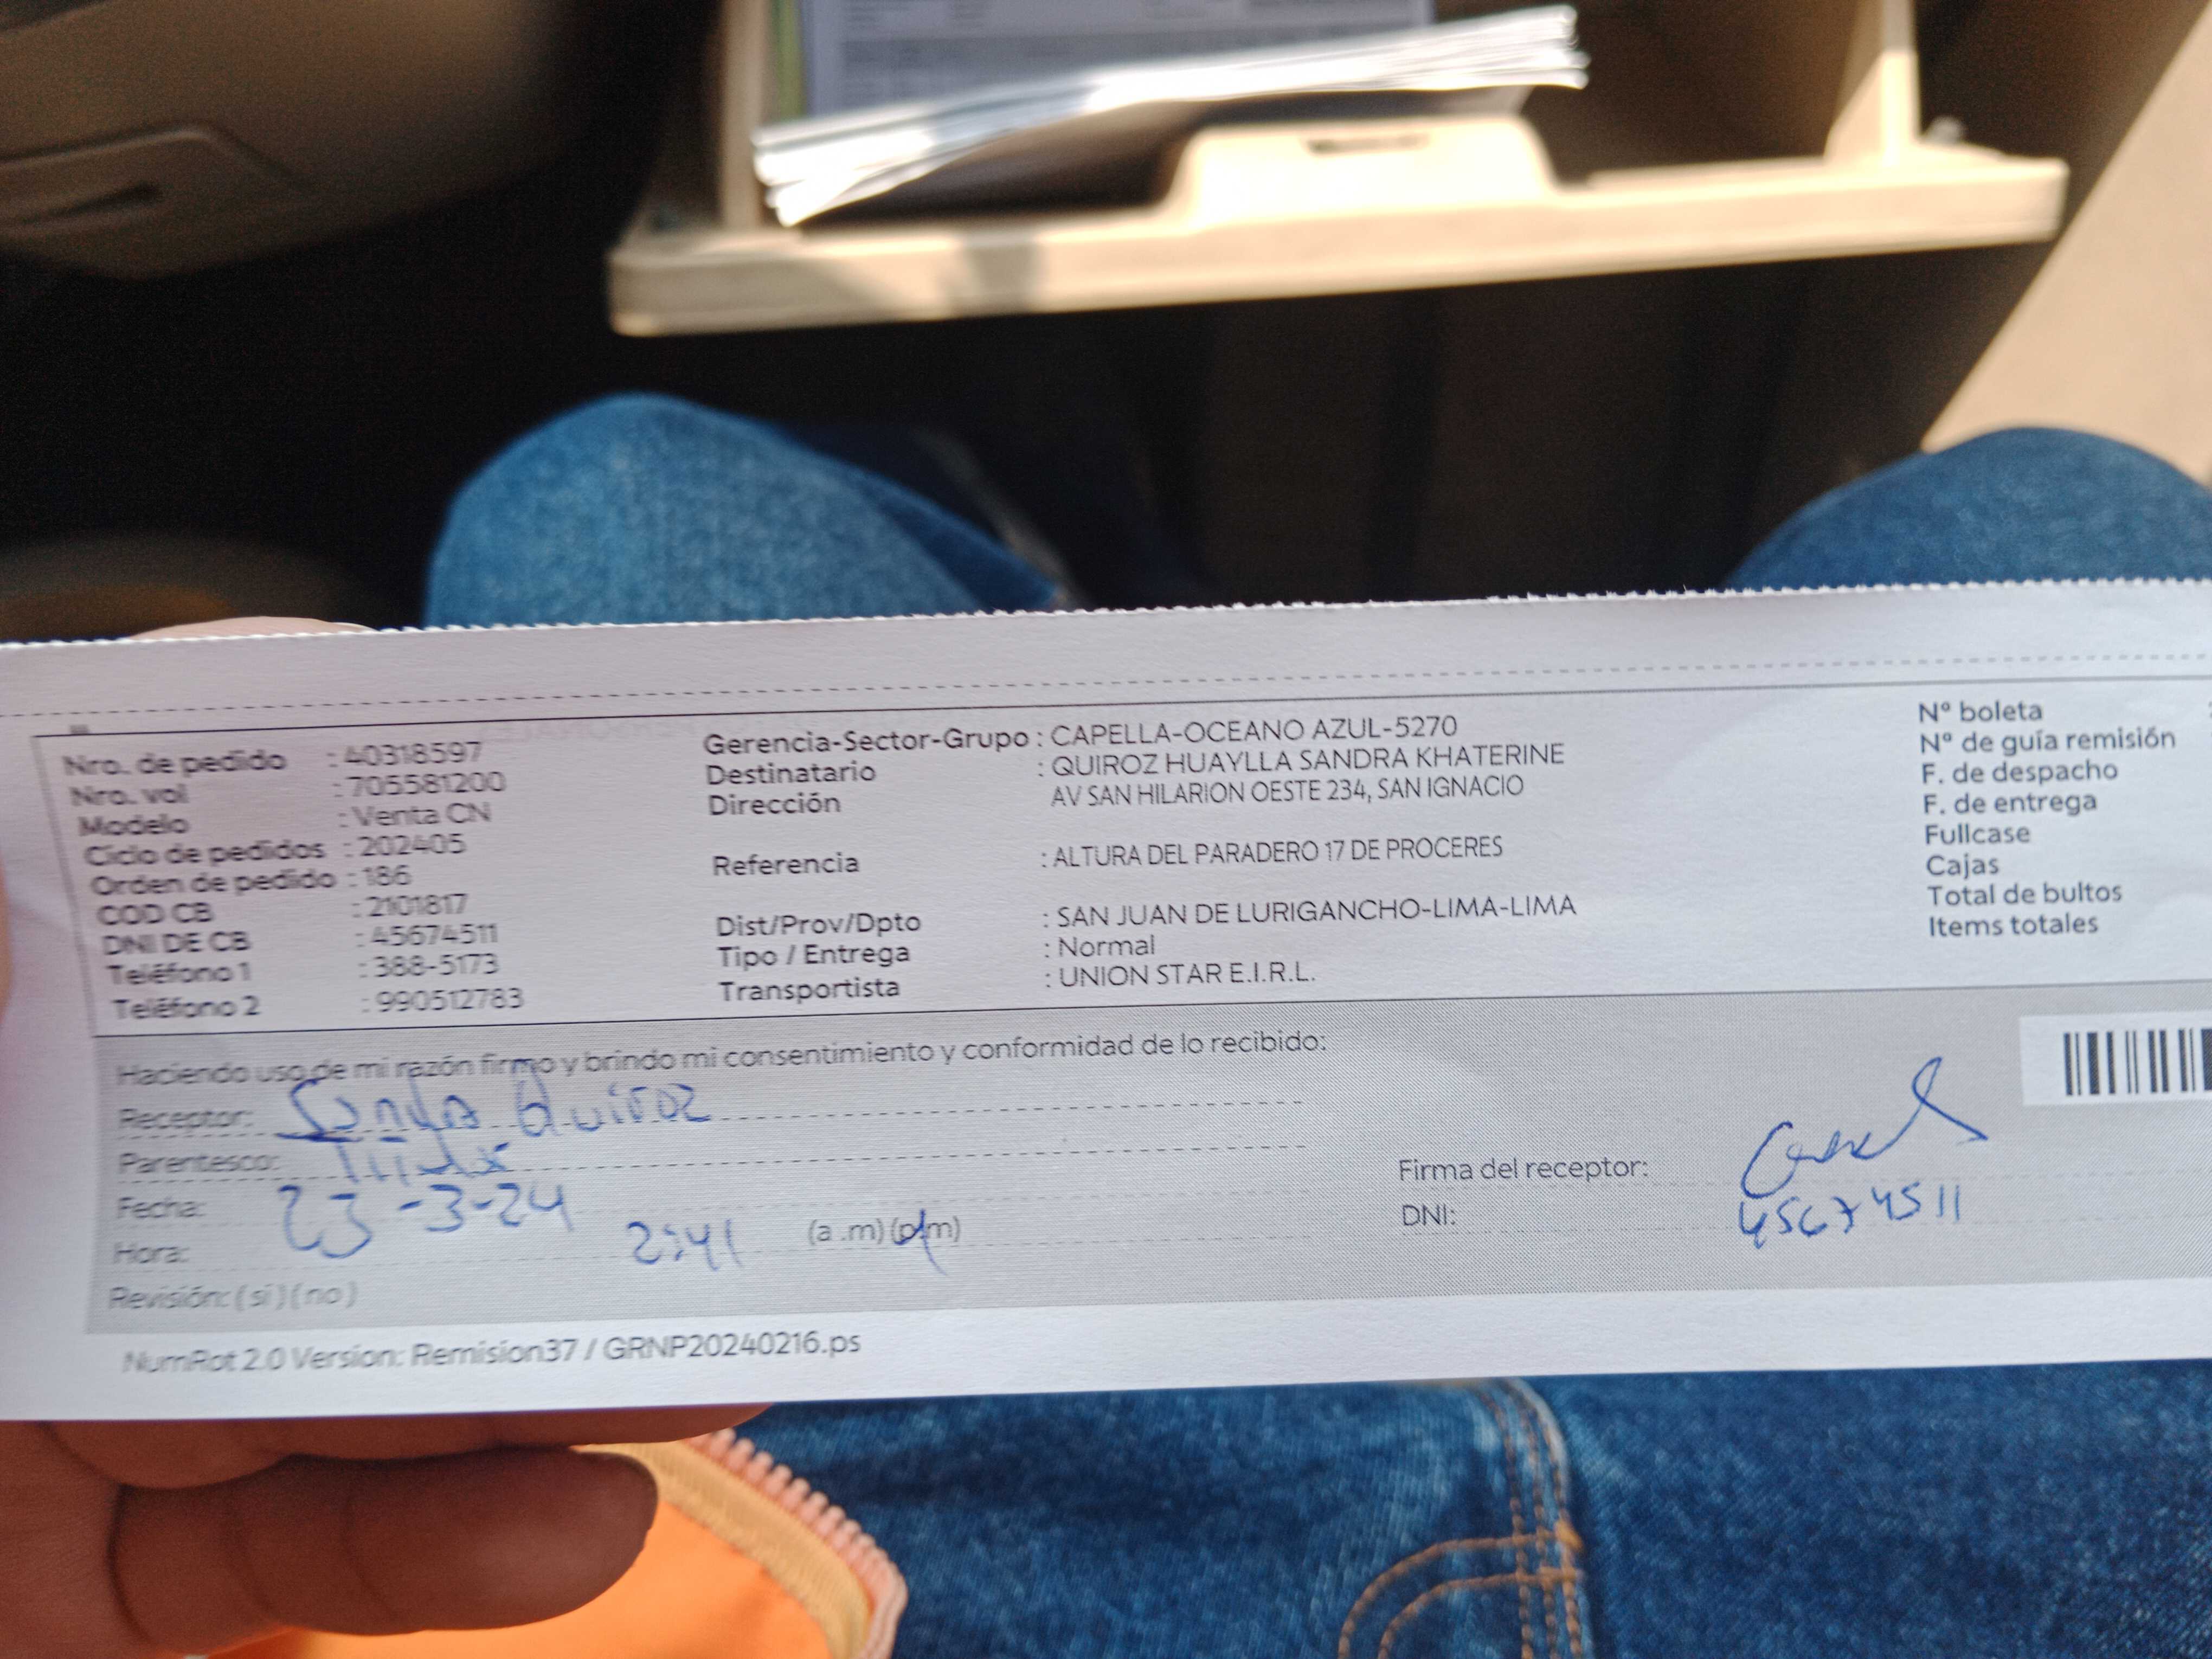 Nro. de pedido : 40318597
Nro. vol : 705581200
Modelo : Venta CN
Ciclo de pedidos : 202405
Orden de pedido : 186
COD CB : 2101817
DNI DE CB : 45674511
Teléfono 1 : 388-5173
Teléfono 2 : 990512783
Gerencia-Sector-Grupo : CAPELLA-OCEANO AZUL-5270
Destinatario : QUIROZ HUAYLLA SANDRA KHATERINE
Dirección AV SAN HILARION OESTE 234, SAN IGNACIO
Referencia : ALTURA DEL PARADERO 17 DE PROCERES
Dist/Prov/Dpto : SAN JUAN DE LURIGANCHO-LIMA-LIMA
Tipo / Entrega : Normal
Transportista : UNION STAR E.I.R.L.
Nº boleta
Nº de guía remisión
F. de despacho
F. de entrega
Fullcase
Cajas
Total de bultos
Items totales
Haciendo uso de mi razón firmo y brindo mi consentimiento y conformidad de lo recibido:
Receptor: Sandra Quiroz
Parentesco:
Fecha: 23-3-24
Hora: 2:41 (a .m) (p.m)
Revisión: ( si ) ( no )
Firma del receptor:
DNI: 45674511
NumRot 2.0 Version: Remision37 / GRNP20240216.ps